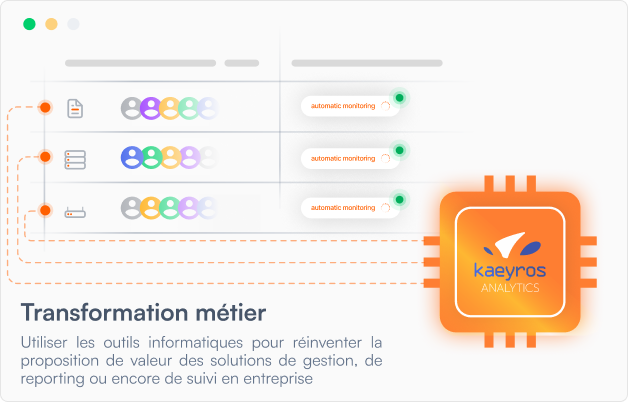 automatic monitoring
automatic monitoring
automatic monitoring
kaeyros
ANALYTICS
Transformation métier
Utiliser les outils informatiques pour réinventer la
proposition de valeur des solutions de gestion, de
reporting ou encore de suivi en entreprise